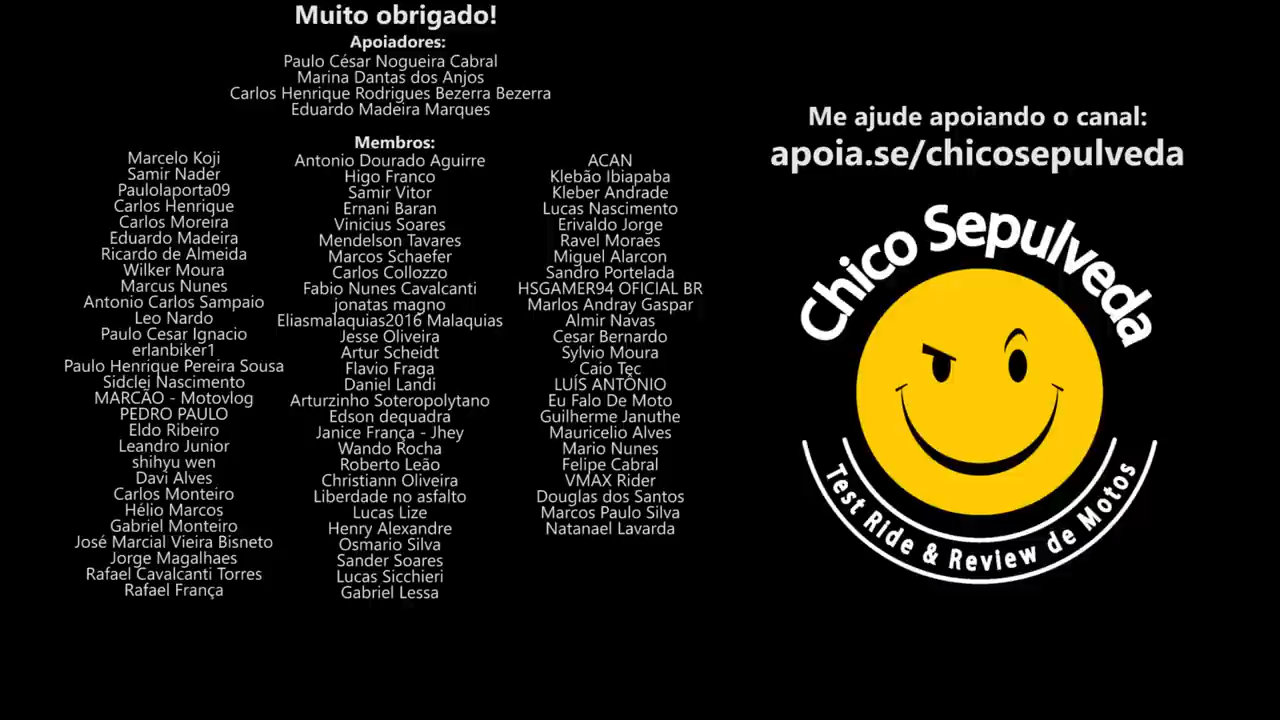 Muito obrigado!
Apoiadores:
Paulo César Nogueira Cabral
Marina Dantas dos Anjos
Carlos Henrique Rodrigues Bezerra Bezerra
Eduardo Madeira Marques
Membros:
Marcelo Koji
Samir Nader
Paulolaporta09
Carlos Henrique
Carlos Moreira
Eduardo Madeira
Ricardo de Almeida
Wilker Moura
Marcus Nunes
Antonio Carlos Sampaio
Leo Nardo
Paulo Cesar Ignacio
erlanbiker1
Paulo Henrique Pereira Sousa
Sidclei Nascimento
MARCÃO - Motovlog
PEDRO PAULO
Eldo Ribeiro
Leandro Junior
shihyu wen
Davi Alves
Carlos Monteiro
Hélio Marcos
Gabriel Monteiro
José Marcial Vieira Bisneto
Jorge Magalhaes
Rafael Cavalcanti Torres
Rafael França
Antonio Dourado Aguirre
Higo Franco
Samir Vitor
Ernani Baran
Vinicius Soares
Mendelson Tavares
Marcos Schaefer
Carlos Collozzo
Fabio Nunes Cavalcanti
jonatas magno
Eliasmalaquias2016 Malaquias
Jesse Oliveira
Artur Scheidt
Flavio Fraga
Daniel Landi
Arturzinho Soteropolytano
Edson dequadra
Janice França - Jhey
Wando Rocha
Roberto Leão
Christiann Oliveira
Liberdade no asfalto
Lucas Lize
Henry Alexandre
Osmario Silva
Sander Soares
Lucas Sicchieri
Gabriel Lessa
ACAN
Klebão Ibiapaba
Kleber Andrade
Lucas Nascimento
Erivaldo Jorge
Ravel Moraes
Miguel Alarcon
Sandro Portelada
HSGAMER94 OFICIAL BR
Marlos Andray Gaspar
Almir Navas
Cesar Bernardo
Sylvio Moura
Caio Tec
LUÍS ANTÔNIO
Eu Falo De Moto
Guilherme Januthe
Mauricelio Alves
Mario Nunes
Felipe Cabral
VMAX Rider
Douglas dos Santos
Marcos Paulo Silva
Natanael Lavarda
Me ajude apoiando o canal:
apoia.se/chicosepulveda
Chico Sepulveda
Test Ride & Review de Motos